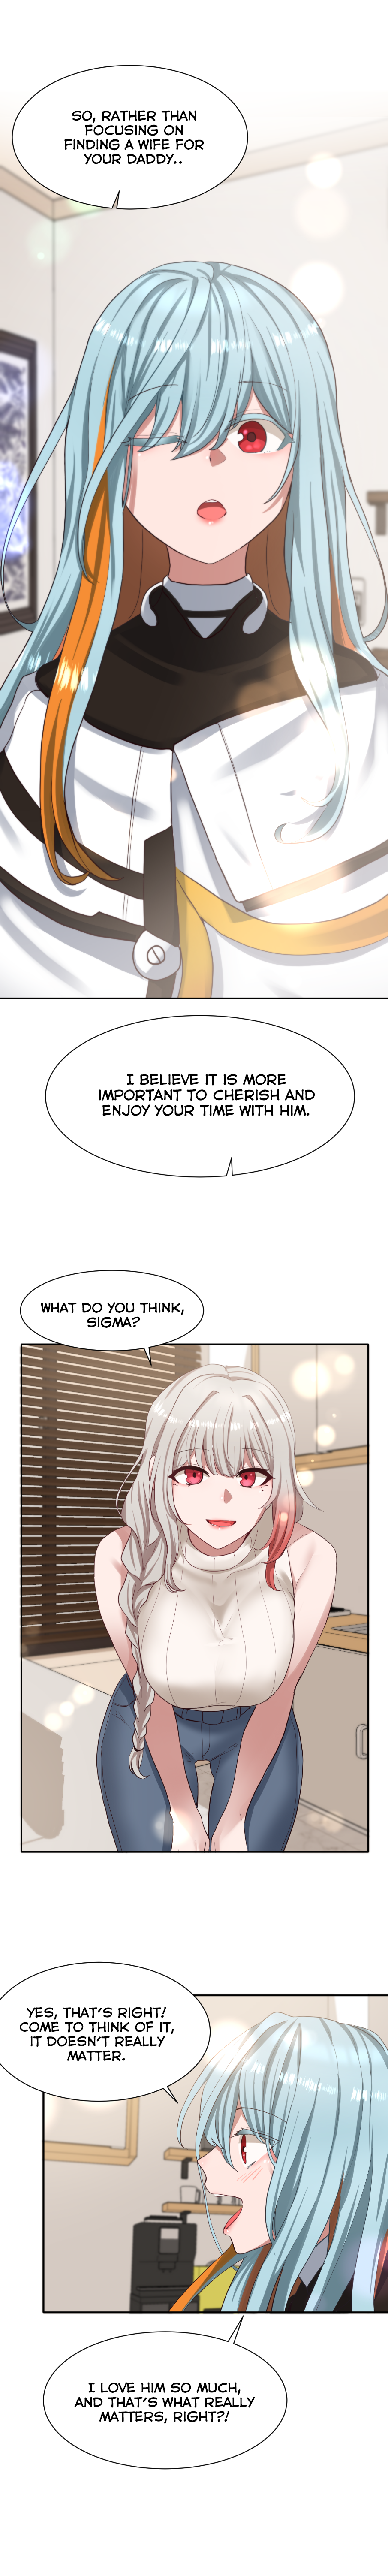 SO, RATHER THAN
FOCUSING ON
FINDING A WIFE FOR
YOUR DADDY..
I BELIEVE IT IS MORE
IMPORTANT TO CHERISH AND
ENJOY YOUR TIME WITH HIM.
WHAT DO YOU THINK,
SIGMA?
YES, THAT'S RIGHT!
COME TO THINK OF IT,
IT DOESN'T REALLY
MATTER.
I LOVE HIM SO MUCH,
AND THAT'S WHAT REALLY
MATTERS, RIGHT?!